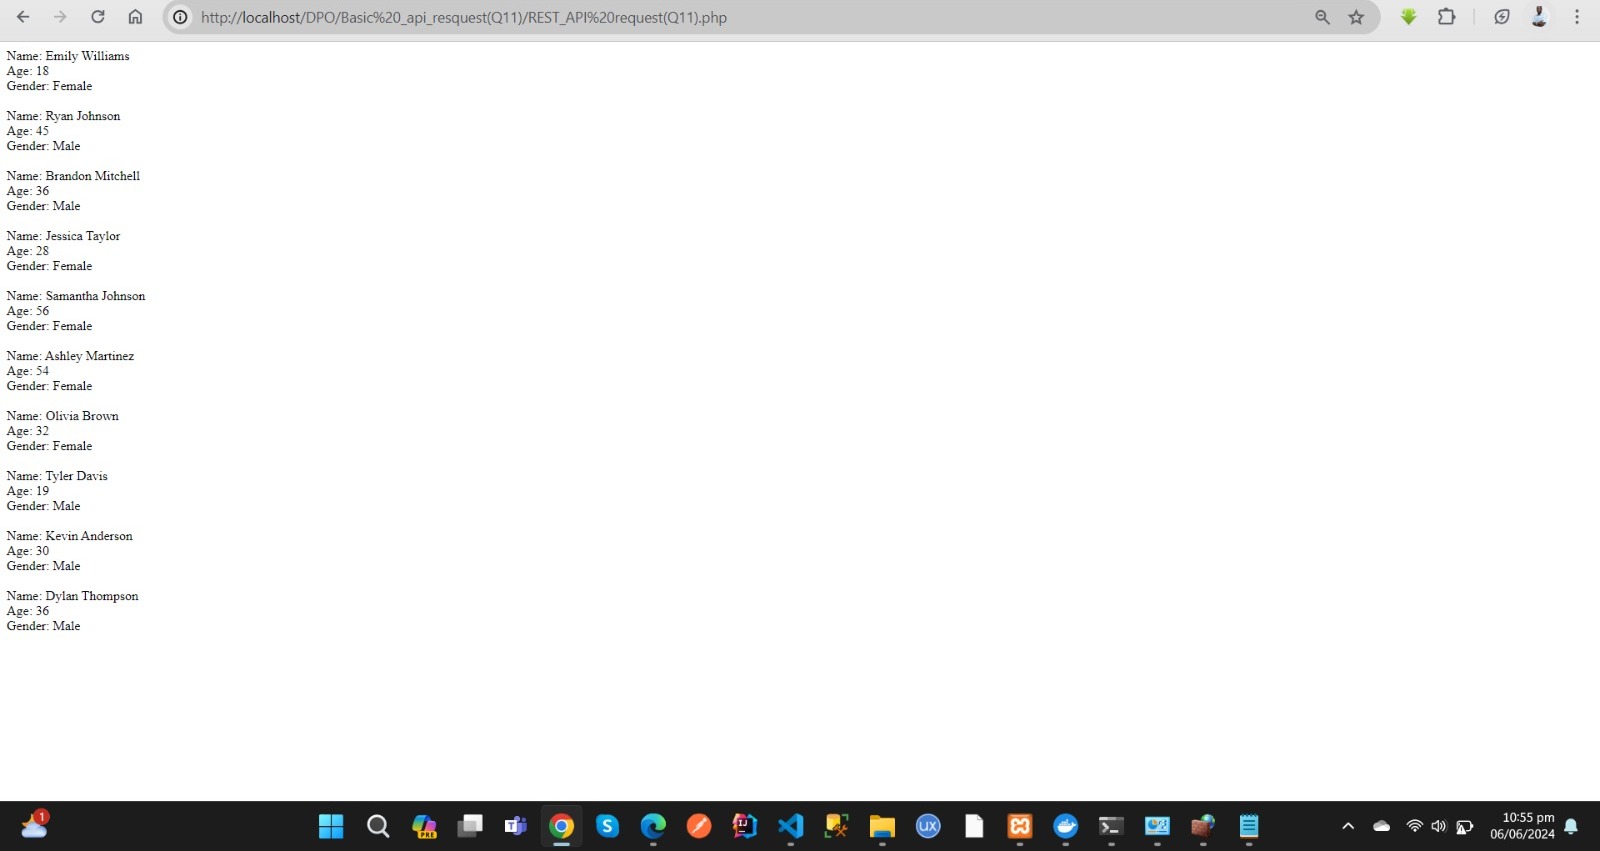 http://localhost/DPO/Basic%20_api_resquest(Q11)/REST_API%20request(Q11).php
Name: Emily Williams
Age: 18
Gender: Female
Name: Ryan Johnson
Age: 45
Gender: Male
Name: Brandon Mitchell
Age: 36
Gender: Male
Name: Jessica Taylor
Age: 28
Gender: Female
Name: Samantha Johnson
Age: 56
Gender: Female
Name: Ashley Martinez
Age: 54
Gender: Female
Name: Olivia Brown
Age: 32
Gender: Female
Name: Tyler Davis
Age: 19
Gender: Male
Name: Kevin Anderson
Age: 30
Gender: Male
Name: Dylan Thompson
Age: 36
Gender: Male
1
PRE
S
IJ
UX
10:55 pm
06/06/2024